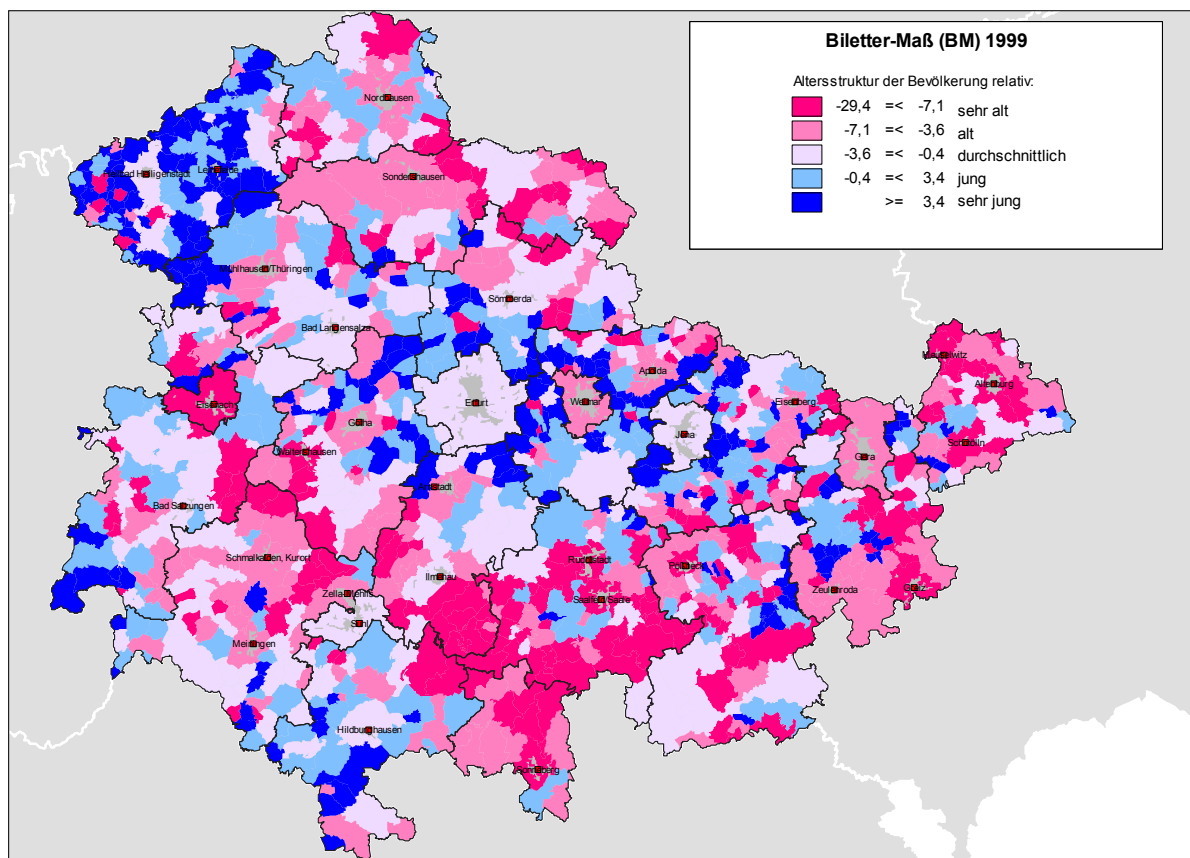 Biletter-Maß (BM) 1999
Altersstruktur der Bevölkerung relativ:
-29,4 =< -7,1 sehr alt
-7,1 =< -3,6 alt
-3,6 =< -0,4 durchschnittlich
-0,4 =< 3,4 jung
>= 3,4 sehr jung
Nordhausen
Heilbad Heiligenstadt
Sondershausen
Mühlhausen/Thüringen
Sömmerda
Bad Langensalza
Apolda
Altenburg
Eisenach
Erfurt
Weimar
Eisenberg
Gotha
Jena
Schmölln
Waltershausen
Gera
Arnstadt
Bad Salzungen
Schmalkalden, Kurort
Rudolstadt
Pößneck
Ilmenau
Zella-Mehlis
Saalfeld/Saale
Zeulenroda
Greiz
Suhl
Meiningen
Hildburghausen
Sonneberg